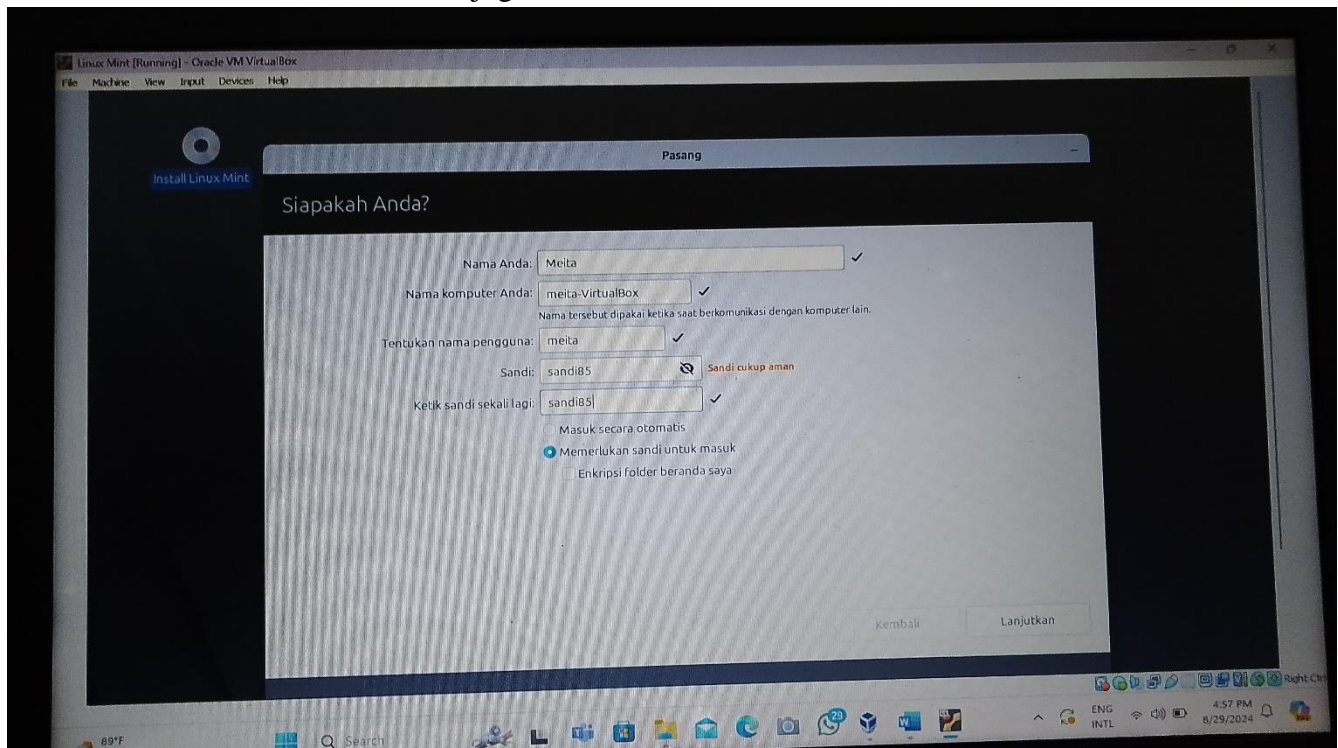 Linux Mint [Running] - Oracle VM VirtualBox
File Machine View Input Devices Help
Install Linux Mint
Pasang
Siapakah Anda?
Nama Anda: Meita
Nama komputer Anda: meita-VirtualBox
Nama tersebut dipakai ketika saat berkomunikasi dengan komputer lain.
Tentukan nama pengguna: meita
Sandi: sandi85 Sandi cukup aman
Ketik sandi sekali lagi: sandi85
Masuk secara otomatis
Memerlukan sandi untuk masuk
Enkripsi folder beranda saya
Kembali Lanjutkan
Right Ctrl
89°F
Search
29
ENG
INTL
4:57 PM
8/29/2024